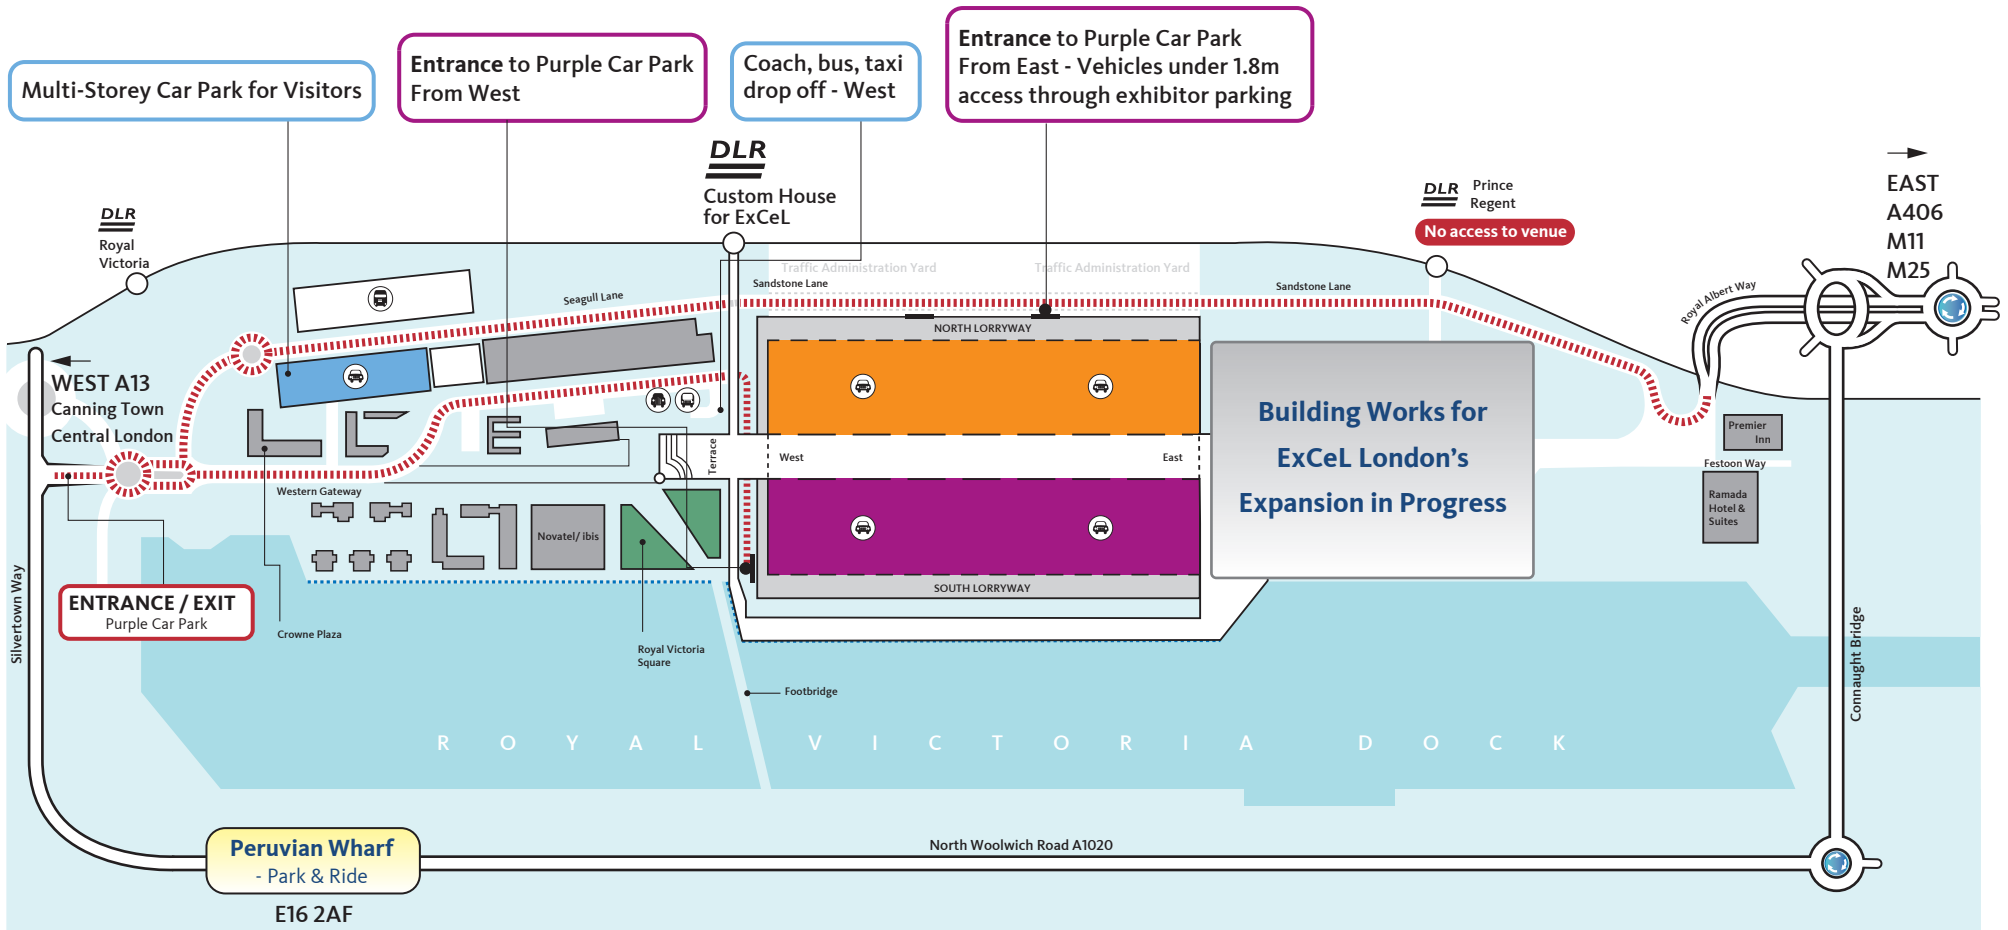 Multi-Storey Car Park for Visitors
Entrance to Purple Car Park
From West
Coach, bus, taxi
drop off - West
Entrance to Purple Car Park
From East - Vehicles under 1.8m
access through exhibitor parking
DLR
Custom House
for ExCeL
DLR
Royal
Victoria
DLR
Prince
Regent
No access to venue
EAST
A406
M11
M25
Traffic Administration Yard
Traffic Administration Yard
Sandstone Lane
Sandstone Lane
Seagull Lane
Royal Albert Way
NORTH LORRYWAY
WEST A13
Canning Town
Central London
Building Works for
ExCeL London's
Expansion in Progress
Premier
Inn
Festoon Way
Ramada
Hotel &
Suites
Terrace
West
East
Western Gateway
Novatel/ ibis
SOUTH LORRYWAY
ENTRANCE / EXIT
Purple Car Park
Crowne Plaza
Royal Victoria
Square
Footbridge
Silvertown Way
Connaught Bridge
ROYAL VICTORIA DOCK
Peruvian Wharf
- Park & Ride
E16 2AF
North Woolwich Road A1020